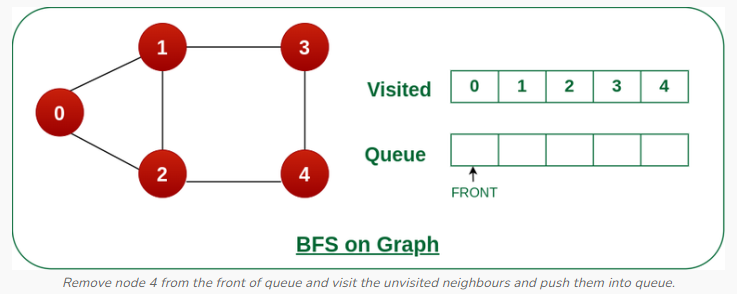 1 3
0
2 4
Visited 0 1 2 3 4
Queue
FRONT
BFS on Graph
Remove node 4 from the front of queue and visit the unvisited neighbours and push them into queue.